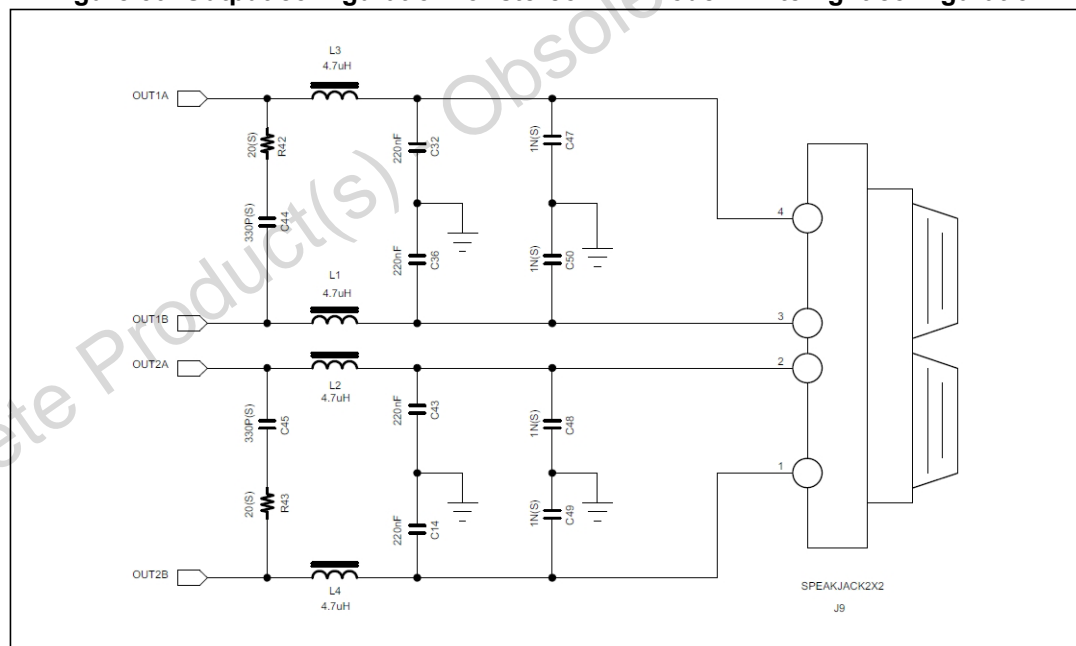 OUT1A
L3
4.7uH
20(S)
R42
330P(S)
C44
220nF
C32
220nF
C36
1N(S)
C47
1N(S)
C50
4
L1
4.7uH
OUT1B
3
OUT2A
2
L2
4.7uH
330P(S)
C45
20(S)
R43
220nF
C43
220nF
C14
1N(S)
C48
1N(S)
C49
1
OUT2B
L4
4.7uH
SPEAKJACK2X2
J9
ete Product(s) - Obsole